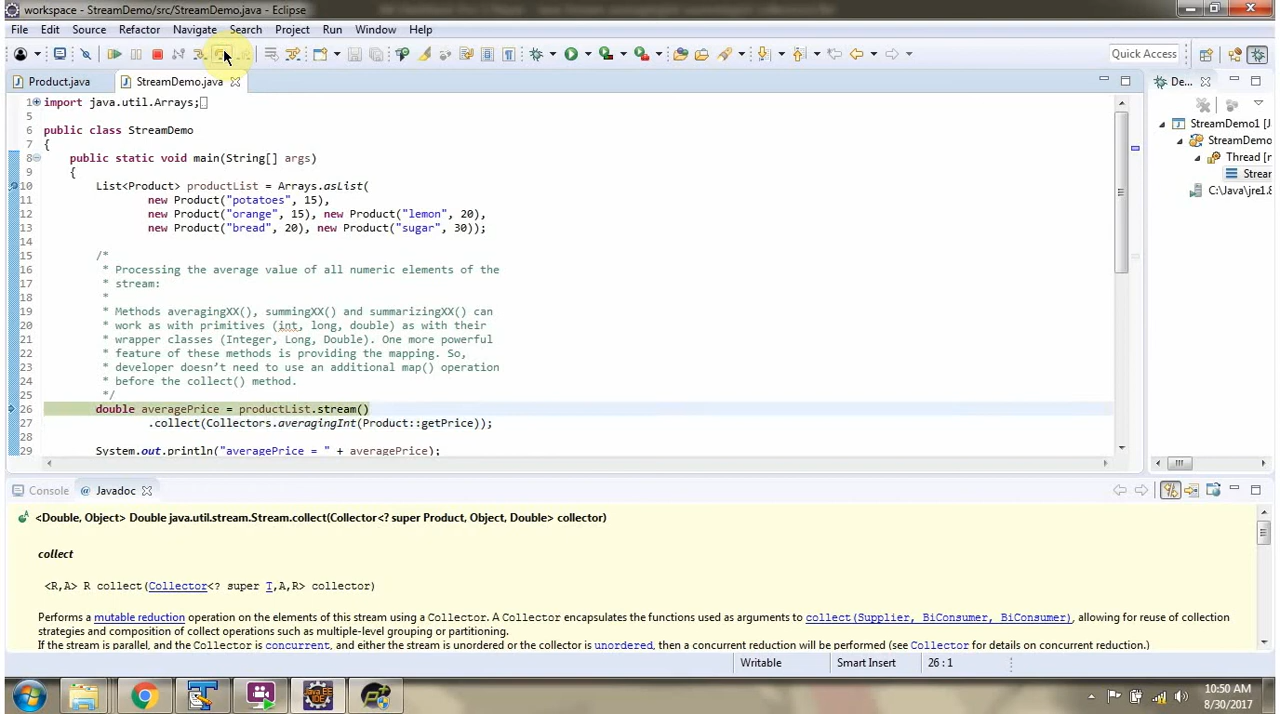 workspace - StreamDemo/src/StreamDemo.java - Eclipse
File Edit Source Refactor Navigate Search Project Run Window Help
Quick Access
Product.java StreamDemo.java
De...
1 import java.util.Arrays;
5
6 public class StreamDemo
7 {
8 public static void main(String[] args)
9 {
10 List<Product> productList = Arrays.asList(
11 new Product("potatoes", 15),
12 new Product("orange", 15), new Product("lemon", 20),
13 new Product("bread", 20), new Product("sugar", 30));
14
15 /*
16 * Processing the average value of all numeric elements of the
17 * stream:
18 *
19 * Methods averagingXX(), summingXX() and summarizingXX() can
20 * work as with primitives (int, long, double) as with their
21 * wrapper classes (Integer, Long, Double). One more powerful
22 * feature of these methods is providing the mapping. So,
23 * developer doesn't need to use an additional map() operation
24 * before the collect() method.
25 */
26 double averagePrice = productList.stream()
27 .collect(Collectors.averagingInt(Product::getPrice));
28
29 System.out.println("averagePrice = " + averagePrice);
StreamDemo1 [J
StreamDemo
Thread [
Stream
C:\Java\jre1.8
Console Javadoc
<Double, Object> Double java.util.stream.Stream.collect(Collector<? super Product, Object, Double> collector)
collect
<R,A> R collect(Collector<? super T,A,R> collector)
Performs a mutable reduction operation on the elements of this stream using a Collector. A Collector encapsulates the functions used as arguments to collect(Supplier, BiConsumer, BiConsumer), allowing for reuse of collection
strategies and composition of collect operations such as multiple-level grouping or partitioning.
If the stream is parallel, and the Collector is concurrent, and either the stream is unordered or the collector is unordered, then a concurrent reduction will be performed (see Collector for details on concurrent reduction.)
Writable Smart Insert 26 : 1
10:50 AM
8/30/2017